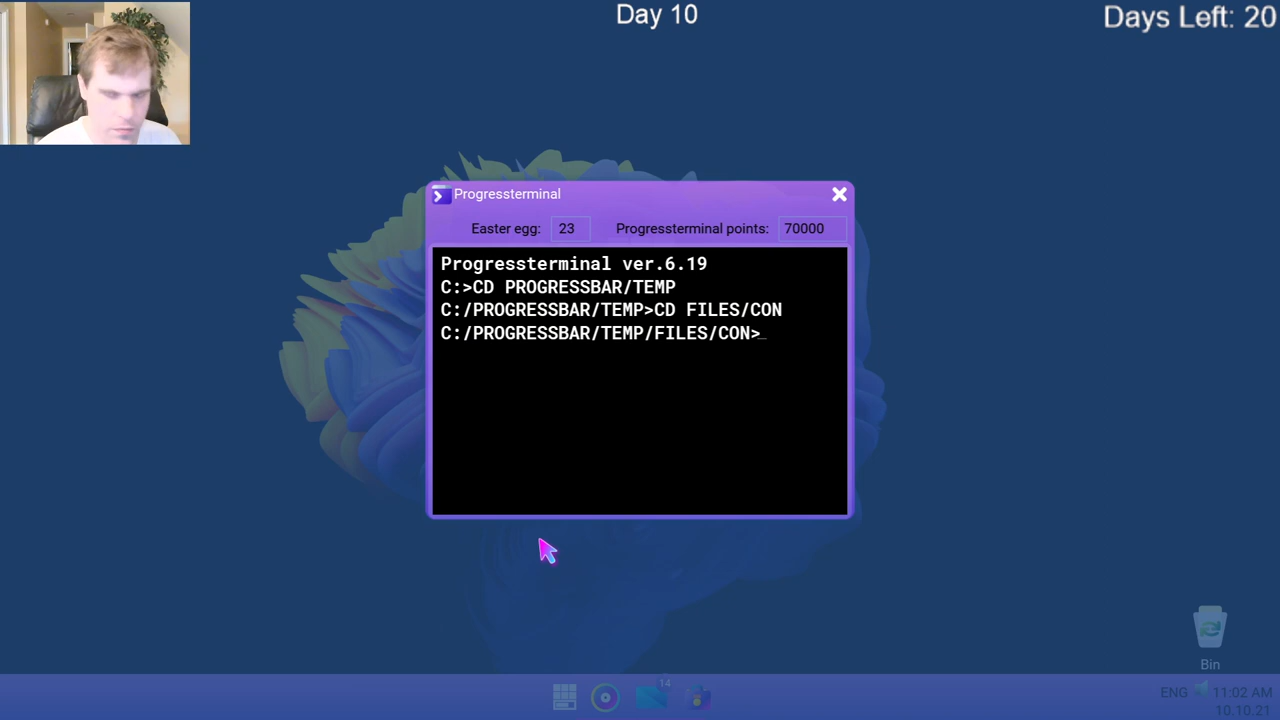 Day 10
Days Left: 20
Progressterminal
Easter egg: 23 Progressterminal points: 70000
Progressterminal ver.6.19
C:>CD PROGRESSBAR/TEMP
C:/PROGRESSBAR/TEMP>CD FILES/CON
C:/PROGRESSBAR/TEMP/FILES/CON>_
Bin
14
ENG 11:02 AM
10.10.21